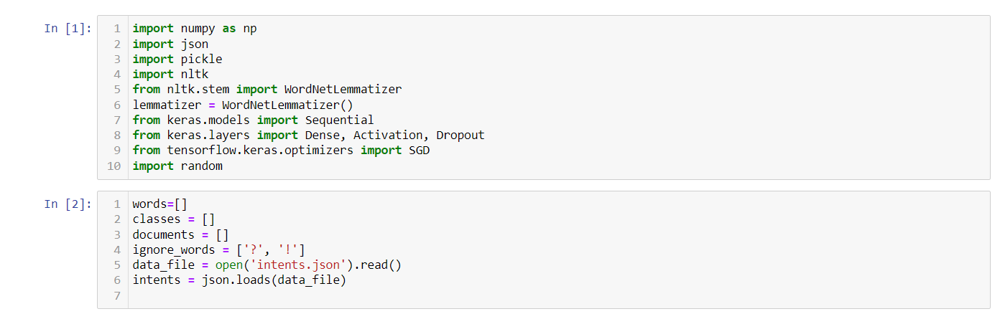 In [1]:
1 import numpy as np
2 import json
3 import pickle
4 import nltk
5 from nltk.stem import WordNetLemmatizer
6 lemmatizer = WordNetLemmatizer()
7 from keras.models import Sequential
8 from keras.layers import Dense, Activation, Dropout
9 from tensorflow.keras.optimizers import SGD
10 import random
In [2]:
1 words=[]
2 classes = []
3 documents = []
4 ignore_words = ['?', '!']
5 data_file = open('intents.json').read()
6 intents = json.loads(data_file)
7